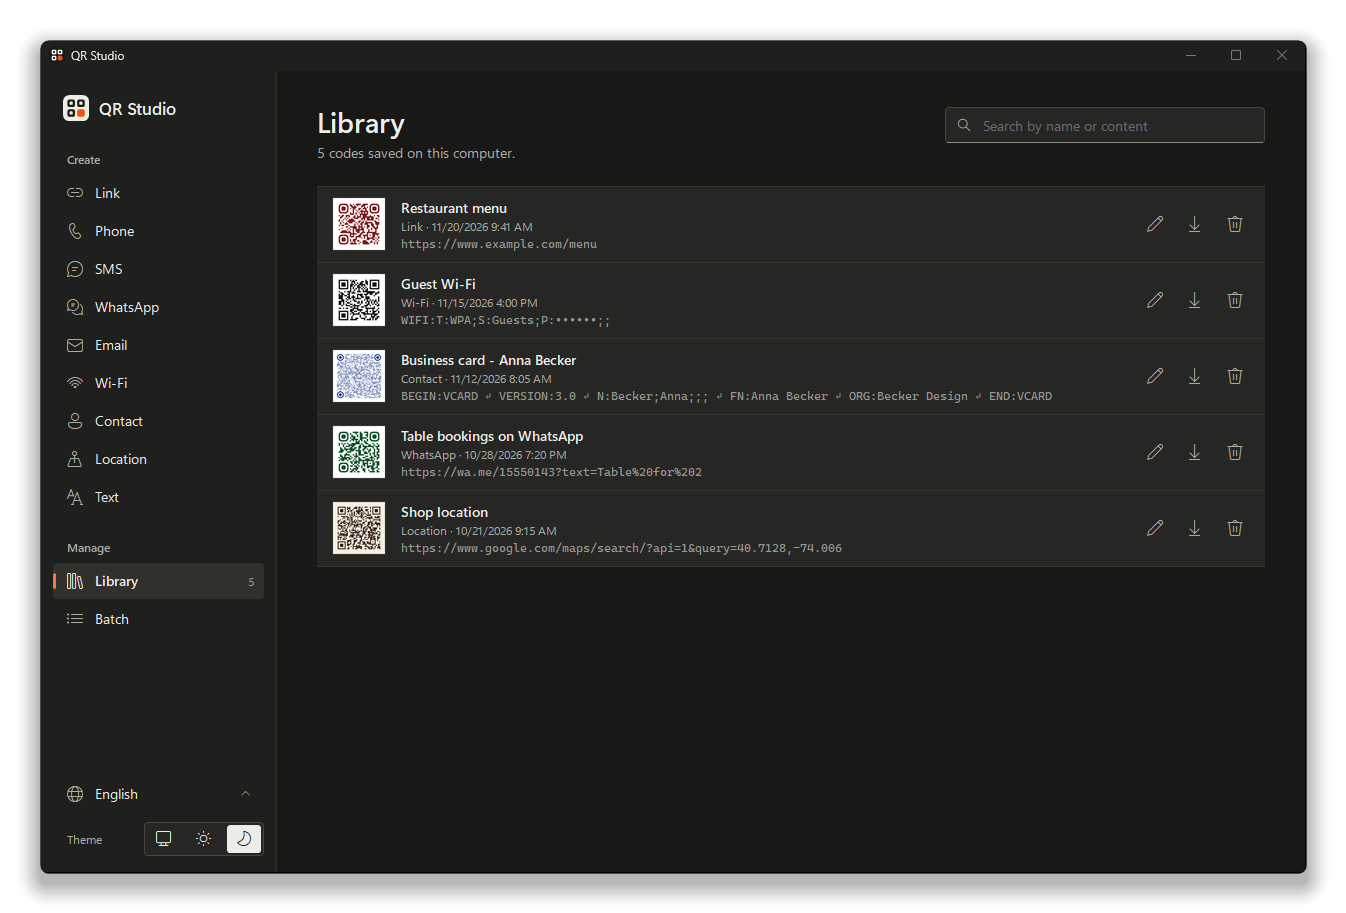 QR Studio
QR Studio
Create
Link
Phone
SMS
WhatsApp
Email
Wi-Fi
Contact
Location
Text
Manage
Library 5
Batch
English
Theme
Library
5 codes saved on this computer.
Search by name or content
Restaurant menu
Link · 11/20/2026 9:41 AM
https://www.example.com/menu
Guest Wi-Fi
Wi-Fi · 11/15/2026 4:00 PM
WIFI:T:WPA;S:Guests;P:••••••;;
Business card - Anna Becker
Contact · 11/12/2026 8:05 AM
BEGIN:VCARD ↲ VERSION:3.0 ↲ N:Becker;Anna;;; ↲ FN:Anna Becker ↲ ORG:Becker Design ↲ END:VCARD
Table bookings on WhatsApp
WhatsApp · 10/28/2026 7:20 PM
https://wa.me/15550143?text=Table%20for%202
Shop location
Location · 10/21/2026 9:15 AM
https://www.google.com/maps/search/?api=1&query=40.7128,-74.006